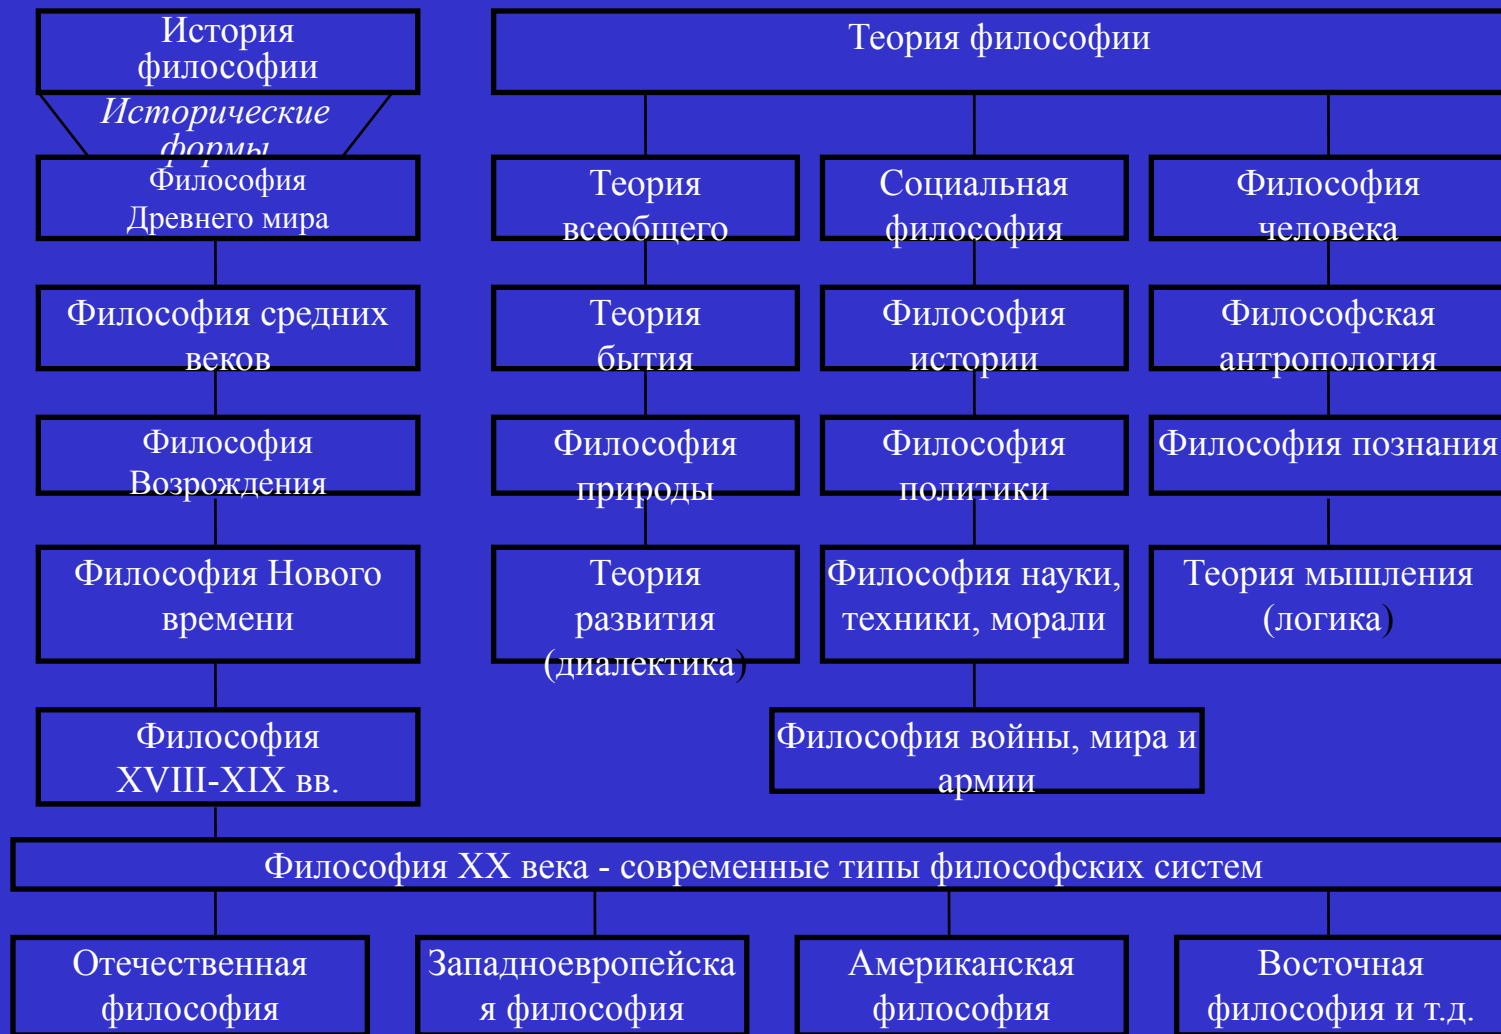 История
философии
Теория философии
Исторические
формы
Философия
Древнего мира
Теория
всеобщего
Социальная
философия
Философия
человека
Философия средних
веков
Теория
бытия
Философия
истории
Философская
антропология
Философия
Возрождения
Философия
природы
Философия
политики
Философия познания
Философия Нового
времени
Теория
развития
(диалектика)
Философия науки,
техники, морали
Теория мышления
(логика)
Философия
XVIII-XIX вв.
Философия войны, мира и
армии
Философия XX века - современные типы философских систем
Отечественная
философия
Западноевропейска
я философия
Американская
философия
Восточная
философия и т.д.